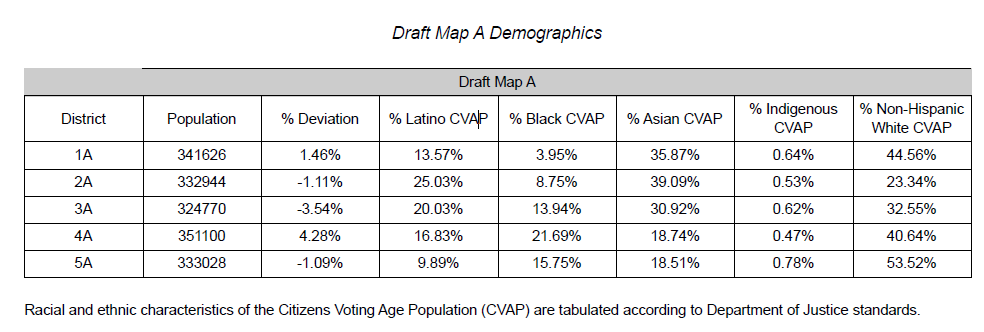 Draft Map A Demographics
Draft Map A
District Population % Deviation % Latino CVAP % Black CVAP % Asian CVAP % Indigenous CVAP % Non-Hispanic White CVAP
1A 341626 1.46% 13.57% 3.95% 35.87% 0.64% 44.56%
2A 332944 -1.11% 25.03% 8.75% 39.09% 0.53% 23.34%
3A 324770 -3.54% 20.03% 13.94% 30.92% 0.62% 32.55%
4A 351100 4.28% 16.83% 21.69% 18.74% 0.47% 40.64%
5A 333028 -1.09% 9.89% 15.75% 18.51% 0.78% 53.52%
Racial and ethnic characteristics of the Citizens Voting Age Population (CVAP) are tabulated according to Department of Justice standards.